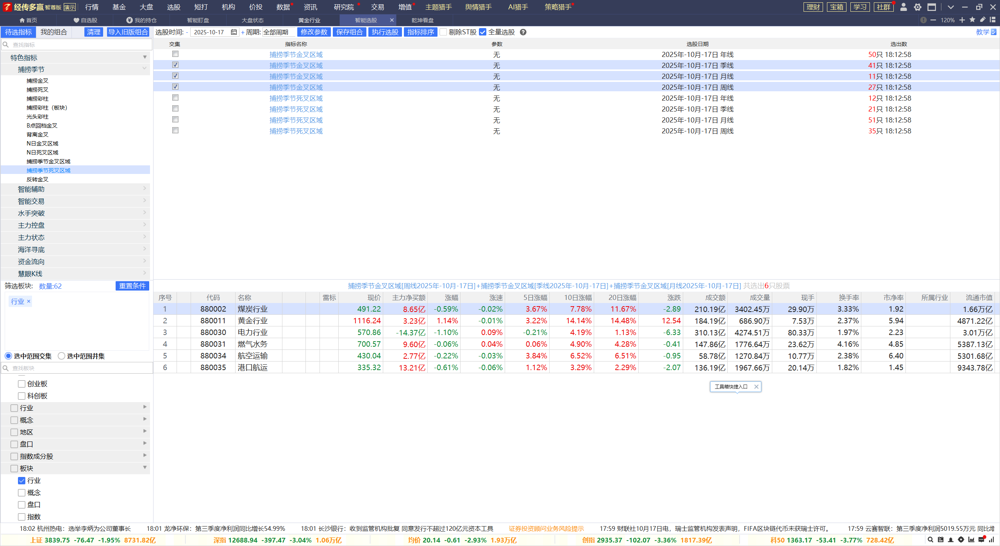 经传多赢 智尊版 演示 行情 基金 大盘 选股 短打 机构 价投 数据 资讯 研究院 交易 增值 主题猎手 舆情猎手 AI猎手 策略猎手 理财 宝箱 学习 社群
首页 自选股 我的持仓 智能盯盘 大盘状态 黄金行业 智能选股 × 乾坤看盘 120%
待选指标 我的组合 清理 导入旧版组合 选股时间: - 2025-10-17 + 周期: 全部周期 修改参数 保存组合 执行选股 指标排序 剔除ST股 全量选股 教学
查找指标
特色指标
捕捞季节
捕捞金叉
捕捞死叉
捕捞彩柱
捕捞彩柱（板块）
光头彩柱
B点回档金叉
背离金叉
N日金叉区域
N日死叉区域
捕捞季节金叉区域
捕捞季节死叉区域
反转金叉
智能辅助
智能交易
水手突破
主力控盘
主力状态
海洋寻底
资金流向
慧眼K线
交集 指标名称 参数 选股日期 选出数
捕捞季节金叉区域 无 2025年-10月-17日 年线 50只 18:12:58
捕捞季节金叉区域 无 2025年-10月-17日 季线 41只 18:12:58
捕捞季节金叉区域 无 2025年-10月-17日 月线 11只 18:12:58
捕捞季节金叉区域 无 2025年-10月-17日 周线 27只 18:12:58
捕捞季节死叉区域 无 2025年-10月-17日 年线 12只 18:12:58
捕捞季节死叉区域 无 2025年-10月-17日 季线 21只 18:12:58
捕捞季节死叉区域 无 2025年-10月-17日 月线 51只 18:12:58
捕捞季节死叉区域 无 2025年-10月-17日 周线 35只 18:12:58
筛选板块: 数量:62 重置条件
行业 ×
选中范围交集 选中范围并集
查找板块
创业板
科创板
行业
概念
地区
盘口
指数成分股
板块
行业
概念
盘口
指数
捕捞季节金叉区域[周线2025年-10月-17日]+捕捞季节金叉区域[季线2025年-10月-17日]+捕捞季节金叉区域[月线2025年-10月-17日] 共选出6只股票
序号 代码 名称 雷标 现价 主力净买额 涨幅 涨速 5日涨幅 10日涨幅 20日涨幅 涨跌 成交额 成交量 现手 换手率 市净率 所属行业 流通市值
1 880002 煤炭行业 491.22 8.65亿 -0.59% -0.02% 3.67% 7.78% 11.67% -2.89 210.19亿 3402.45万 29.90万 3.33% 1.92 1.66万亿
2 880011 黄金行业 1116.24 3.23亿 1.14% -0.01% 3.22% 14.14% 14.48% 12.54 184.19亿 686.90万 7.53万 2.37% 5.94 4871.22亿
3 880030 电力行业 570.86 -14.37亿 -1.10% 0.09% -0.21% 4.19% 1.13% -6.33 310.13亿 4274.51万 80.33万 1.97% 2.23 3.01万亿
4 880031 燃气水务 700.57 9.60亿 -0.06% 0.04% 0.06% 4.90% 4.28% -0.41 147.86亿 1776.64万 23.62万 4.16% 4.85 5387.13亿
5 880034 航空运输 430.04 2.77亿 -0.22% -0.03% 3.84% 6.52% 6.51% -0.95 58.78亿 1270.84万 10.77万 2.38% 6.40 5301.68亿
6 880035 港口航运 335.32 13.21亿 -0.61% -0.06% 1.12% 3.29% 2.29% -2.07 136.19亿 1967.66万 20.14万 1.82% 1.45 9343.78亿
工具箱快捷入口
18:02 杭州热电：选举李炳为公司董事长 18:01 龙净环保：第三季度净利润同比增长54.99% 18:01 长沙银行：收到监管机构批复 同意发行不超过120亿元资本工具 证券投资顾问业务风险提示 17:59 财联社10月17日电，瑞士监管机构发表声明，FIFA区块链代币未获瑞士许可。 17:59 云赛智联：第三季度净利润5019.55万元 同比增
上证 3839.75 -76.47 -1.95% 8731.82亿 深指 12688.94 -397.47 -3.04% 1.06万亿 均价 20.14 -0.61 -2.93% 1.93万亿 创指 2935.37 -102.07 -3.36% 1817.39亿 科50 1363.17 -53.41 -3.77% 728.42亿